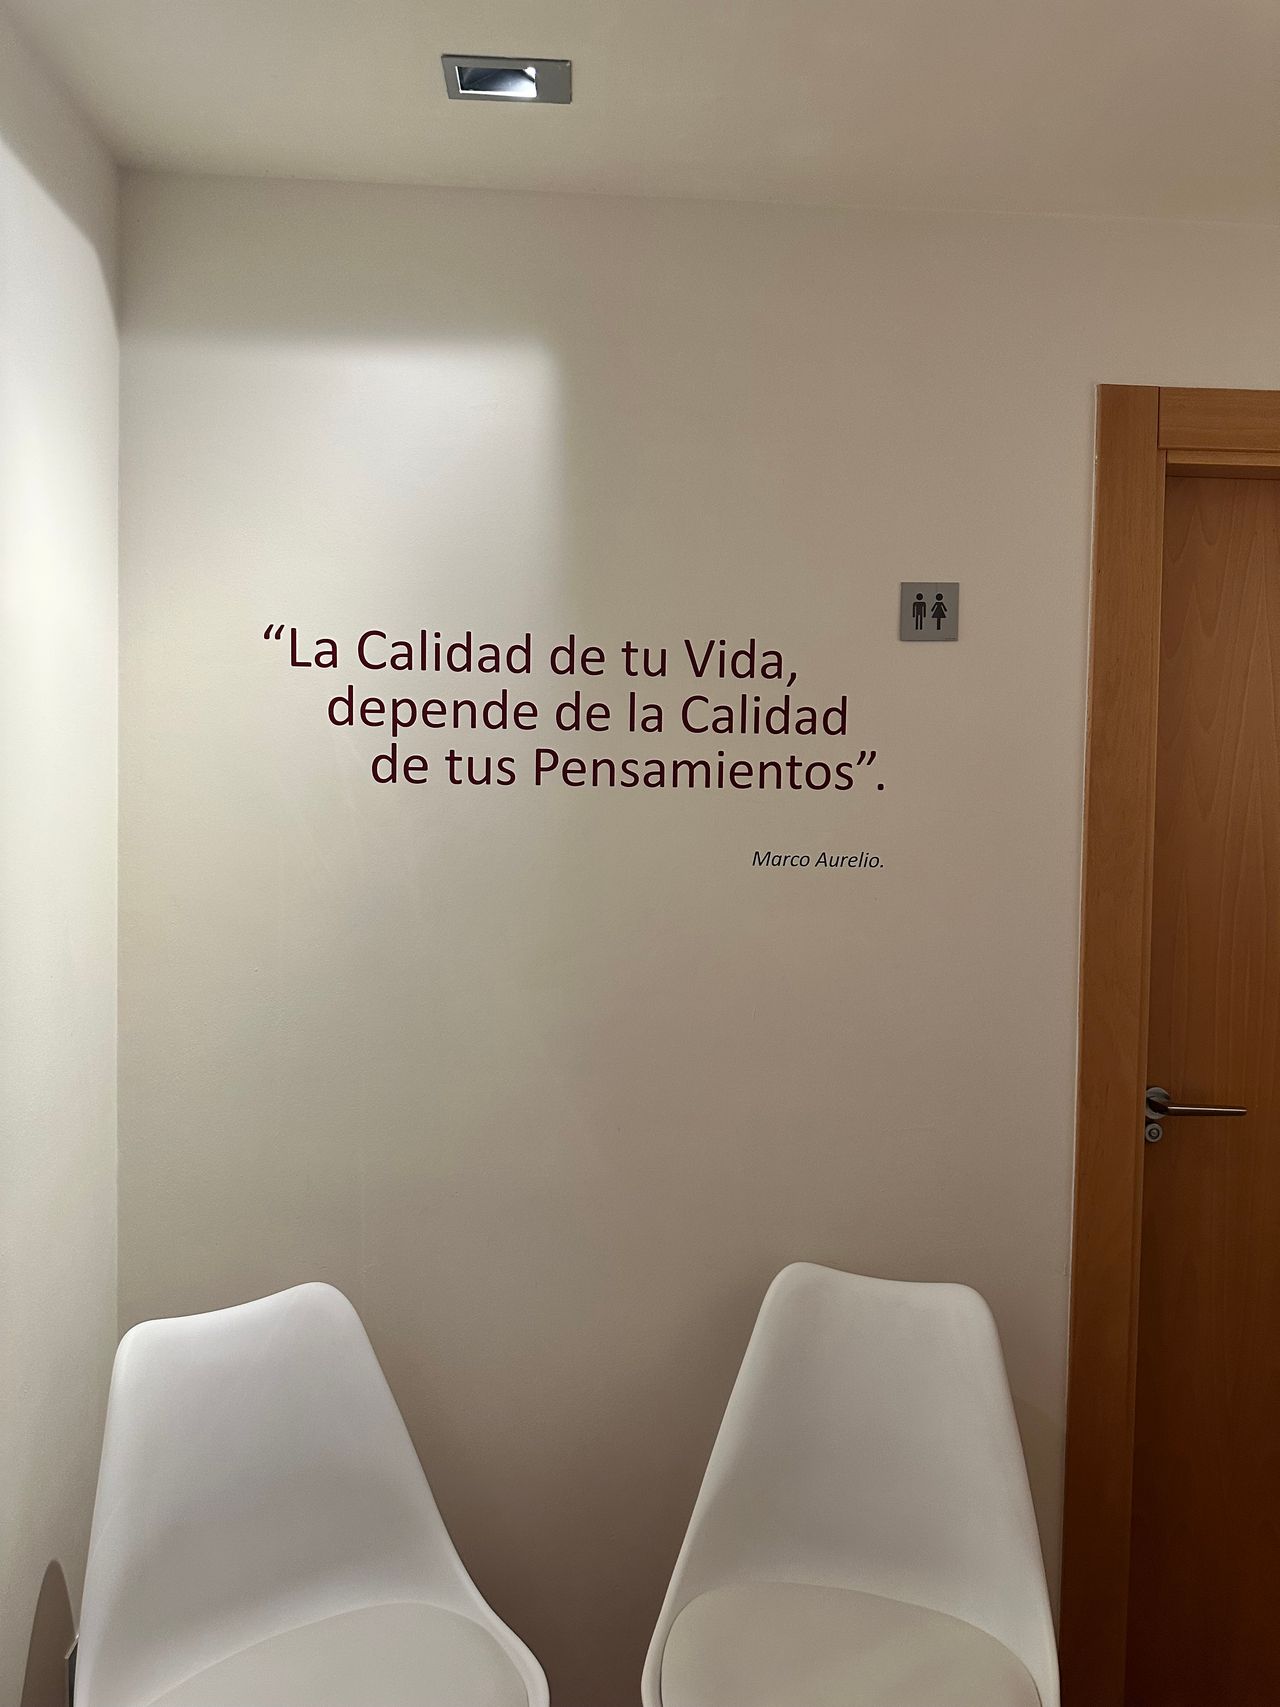 “La Calidad de tu Vida,
depende de la Calidad
de tus Pensamientos”.
Marco Aurelio.